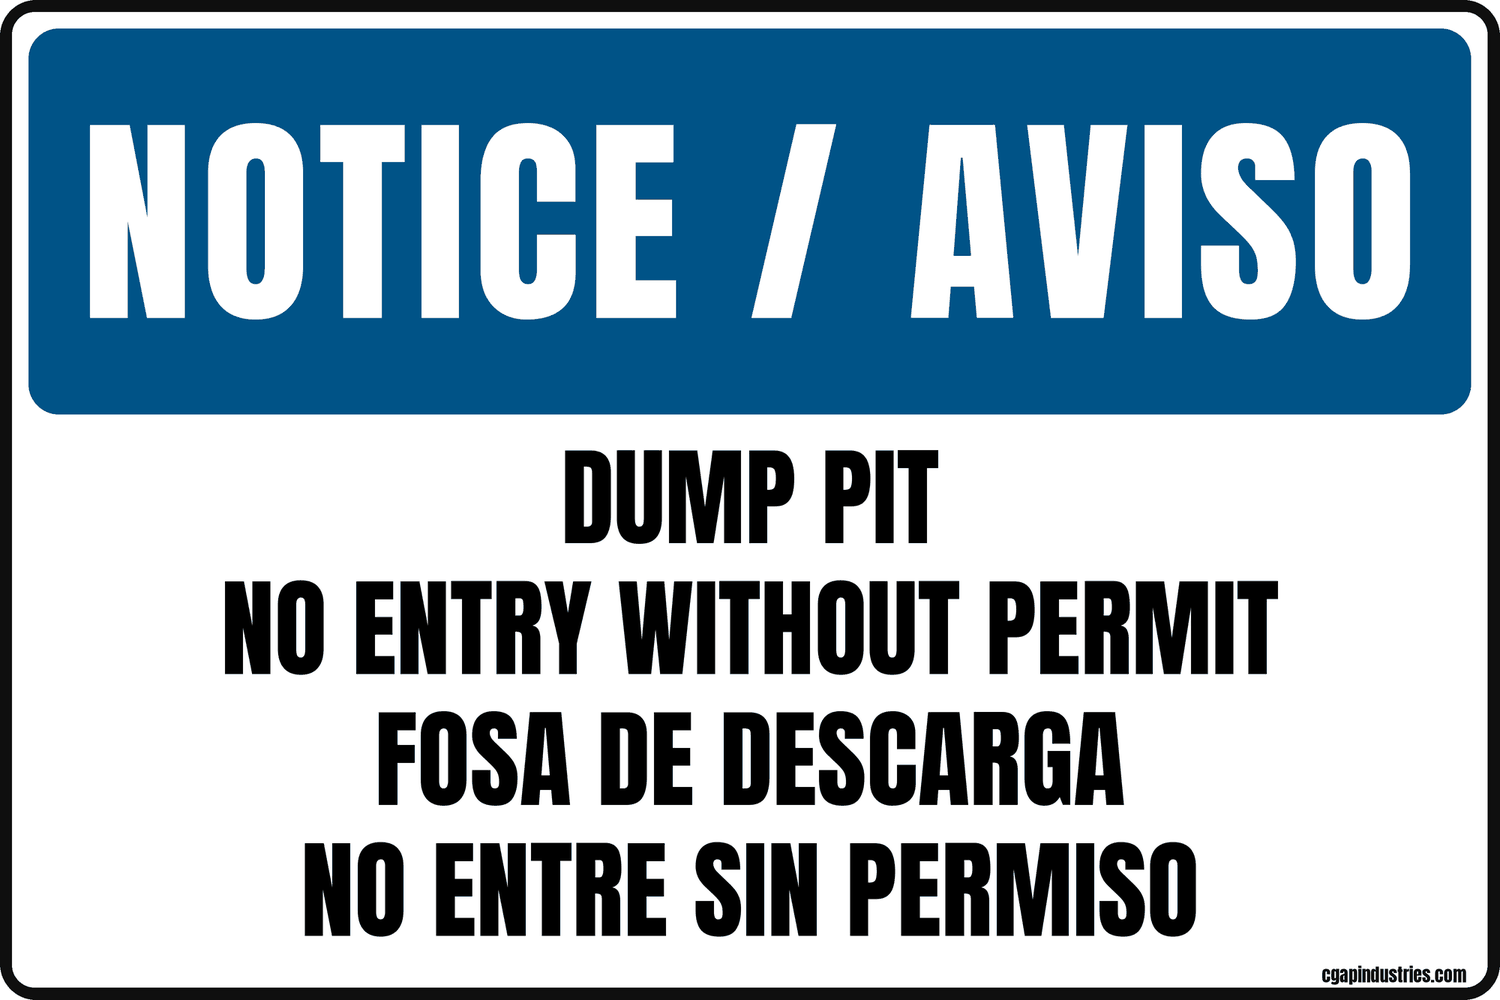 NOTICE / AVISO
DUMP PIT
NO ENTRY WITHOUT PERMIT
FOSA DE DESCARGA
NO ENTRE SIN PERMISO
cgapindustries.com